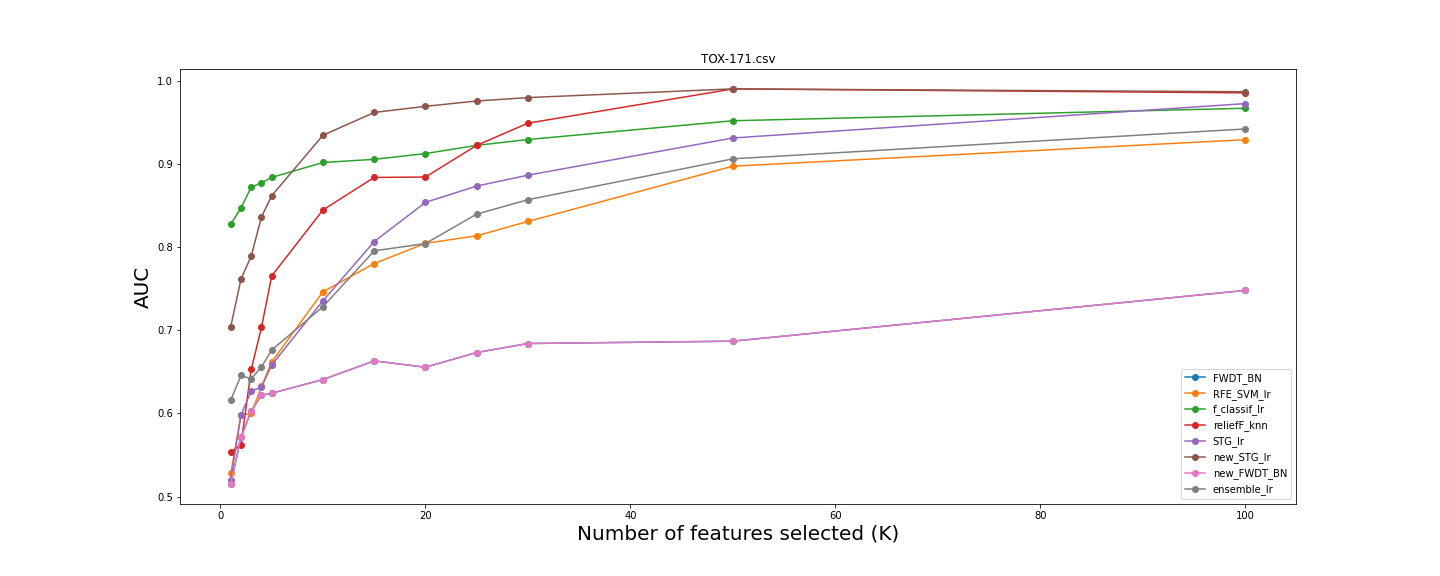 TOX-171.csv
1.0
0.9
0.8
0.7
0.6
0.5
AUC
0 20 40 60 80 100
Number of features selected (K)
FWDT_BN
RFE_SVM_lr
f_classif_lr
reliefF_knn
STG_lr
new_STG_lr
new_FWDT_BN
ensemble_lr